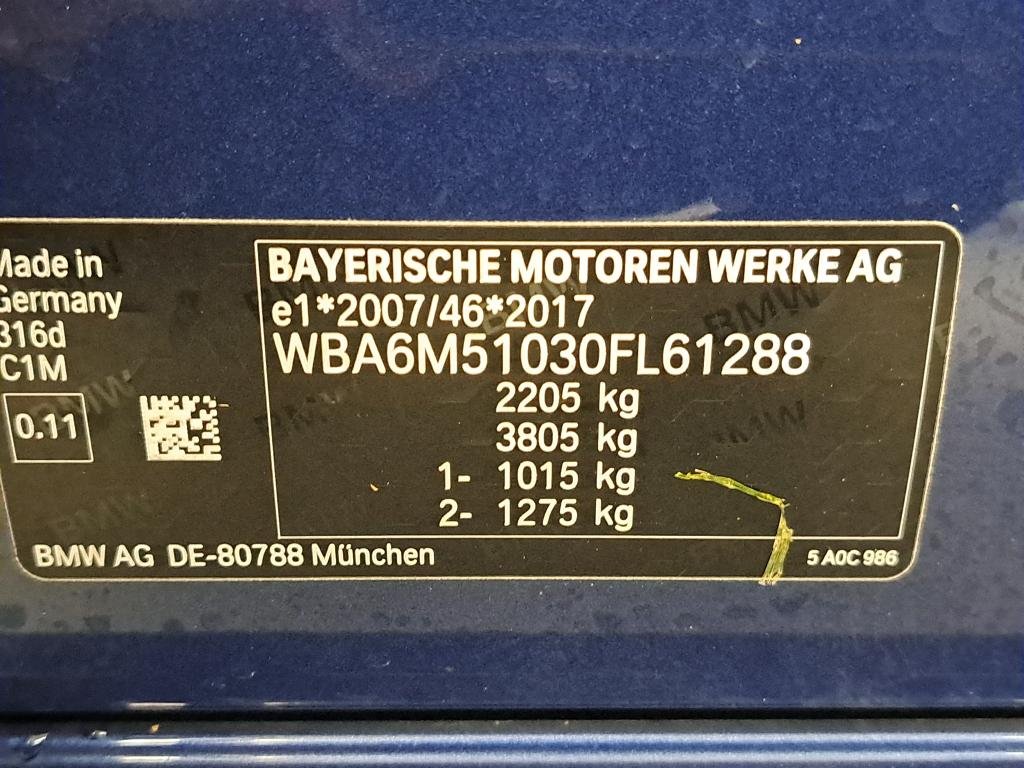 Made in
Germany
316d
C1M
0.11
BAYERISCHE MOTOREN WERKE AG
e1*2007/46*2017
WBA6M51030FL61288
2205 kg
3805 kg
1- 1015 kg
2- 1275 kg
BMW AG DE-80788 München
5 A0C 986